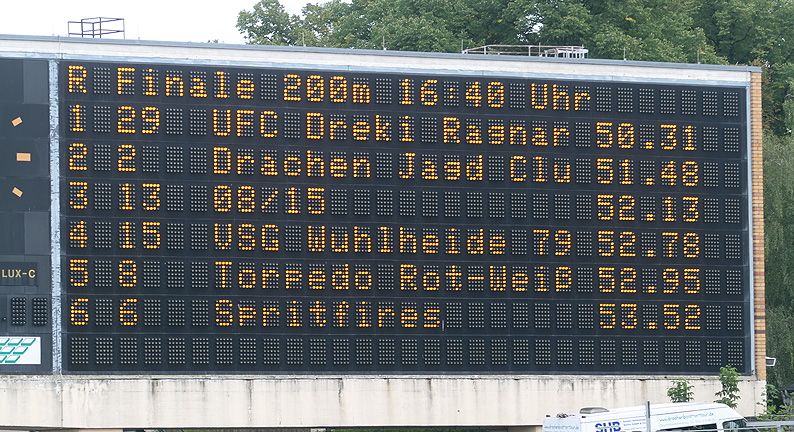 R Finale 200m 16:40 Uhr
1 29 UFC Dreki Ragnar 50.31
2 2 Drachen Jagd Clu 51.48
3 13 08/15 52.13
4 15 VSG Wuhlheide 79 52.78
5 8 Torpedo Rot-Weiß 52.95
6 6 Spritfires 53.52
LUX-C
SHB